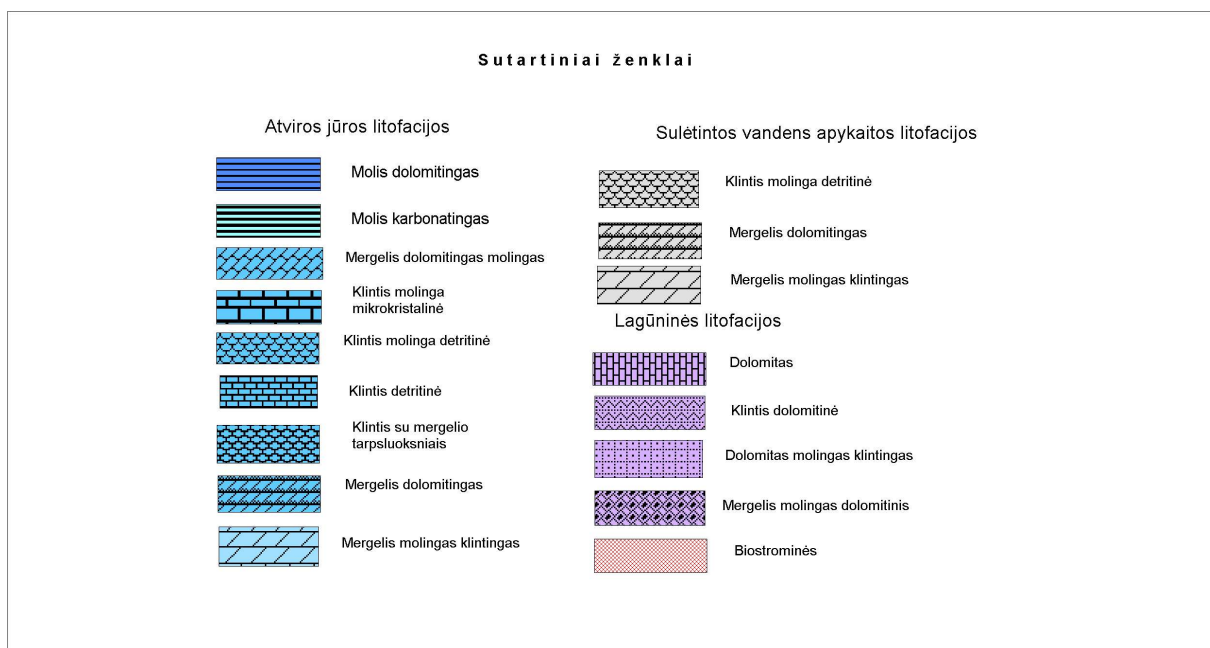 Sutartiniai ženklai
Atviros jūros litofacijos
Molis dolomitingas
Molis karbonatingas
Mergelis dolomitingas molingas
Klintis molinga
mikrokristalinė
Klintis molinga detritinė
Klintis detritinė
Klintis su mergelio
tarpsluoksniais
Mergelis dolomitingas
Mergelis molingas klintingas
Sulėtintos vandens apykaitos litofacijos
Klintis molinga detritinė
Mergelis dolomitingas
Mergelis molingas klintingas
Lagūninės litofacijos
Dolomitas
Klintis dolomitinė
Dolomitas molingas klintingas
Mergelis molingas dolomitinis
Biostrominės